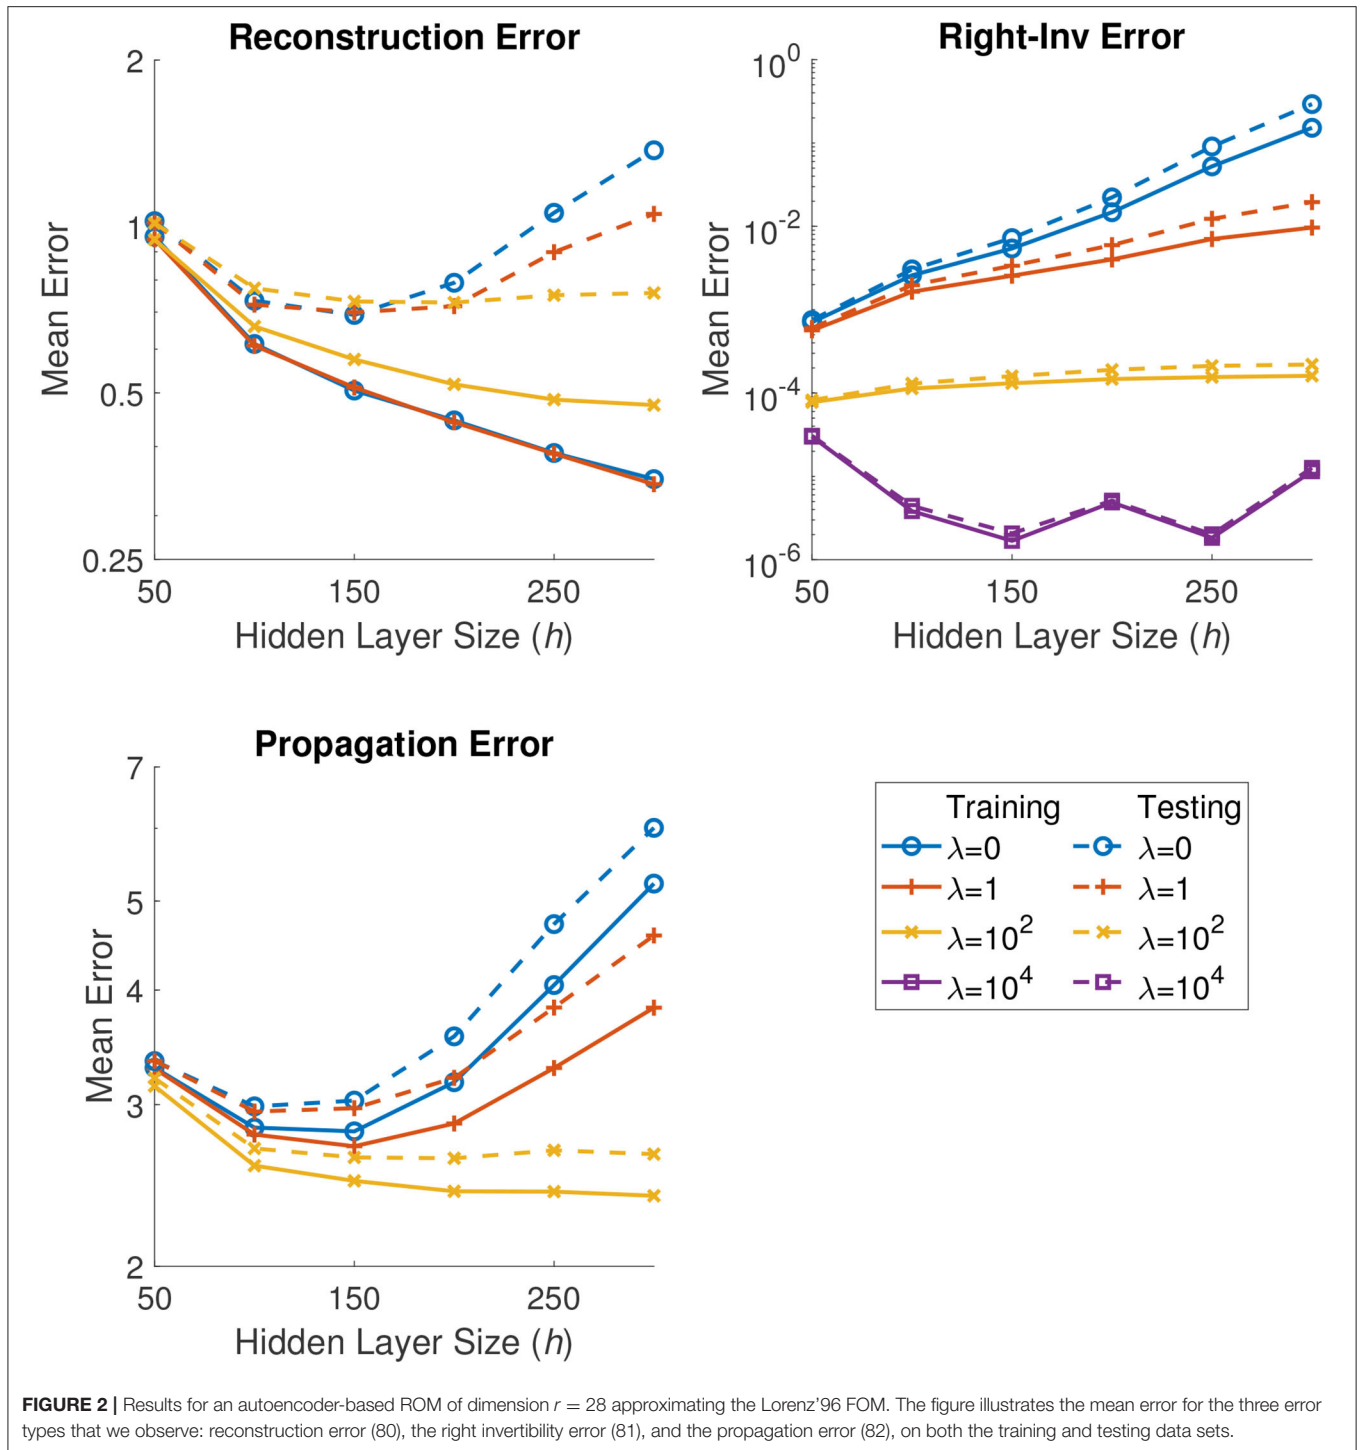 Reconstruction Error
2
1
0.5
0.25
Mean Error
50
150
250
Hidden Layer Size (h)
Right-Inv Error
10^0
10^-2
10^-4
10^-6
Mean Error
50
150
250
Hidden Layer Size (h)
Propagation Error
7
5
4
3
2
Mean Error
50
150
250
Hidden Layer Size (h)
Training Testing
λ=0 λ=0
λ=1 λ=1
λ=10^2 λ=10^2
λ=10^4 λ=10^4
FIGURE 2 | Results for an autoencoder-based ROM of dimension r = 28 approximating the Lorenz'96 FOM. The figure illustrates the mean error for the three error
types that we observe: reconstruction error (80), the right invertibility error (81), and the propagation error (82), on both the training and testing data sets.